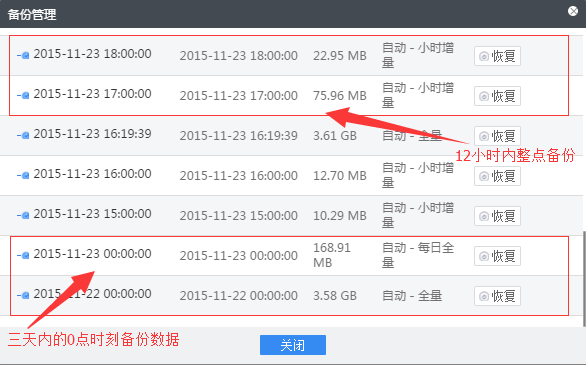 备份管理
2015-11-23 18:00:00 2015-11-23 18:00:00 22.95 MB 自动 - 小时增量 恢复
2015-11-23 17:00:00 2015-11-23 17:00:00 75.96 MB 自动 - 小时增量 恢复
2015-11-23 16:19:39 2015-11-23 16:19:39 3.61 GB 自动 - 全量 恢复
12小时内整点备份
2015-11-23 16:00:00 2015-11-23 16:00:00 12.70 MB 自动 - 小时增量 恢复
2015-11-23 15:00:00 2015-11-23 15:00:00 10.29 MB 自动 - 小时增量 恢复
2015-11-23 00:00:00 2015-11-23 00:00:00 168.91 MB 自动 - 每日全量 恢复
2015-11-22 00:00:00 2015-11-22 00:00:00 3.58 GB 自动 - 全量 恢复
三天内的0点时刻备份数据
关闭